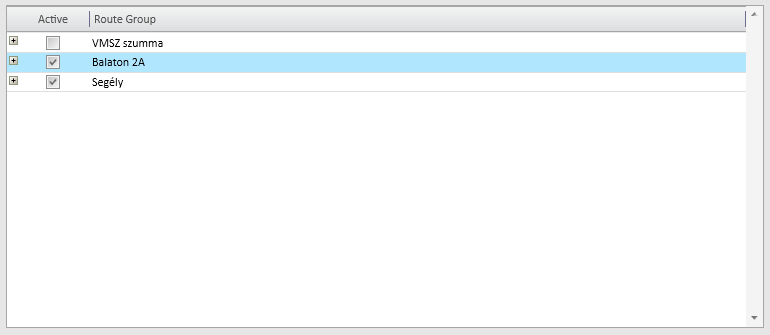 Active Route Group
VMSZ szumma
Balaton 2A
Segély